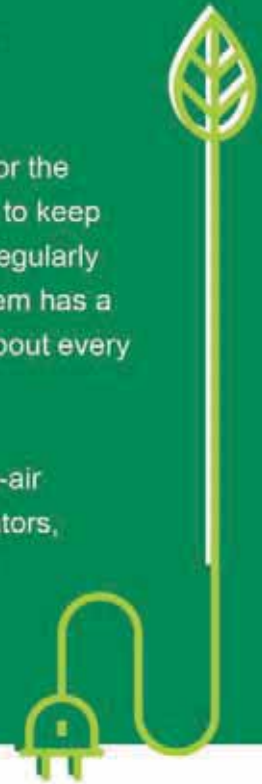 or the
to keep
egularly
em has a
bout every
-air
tors,